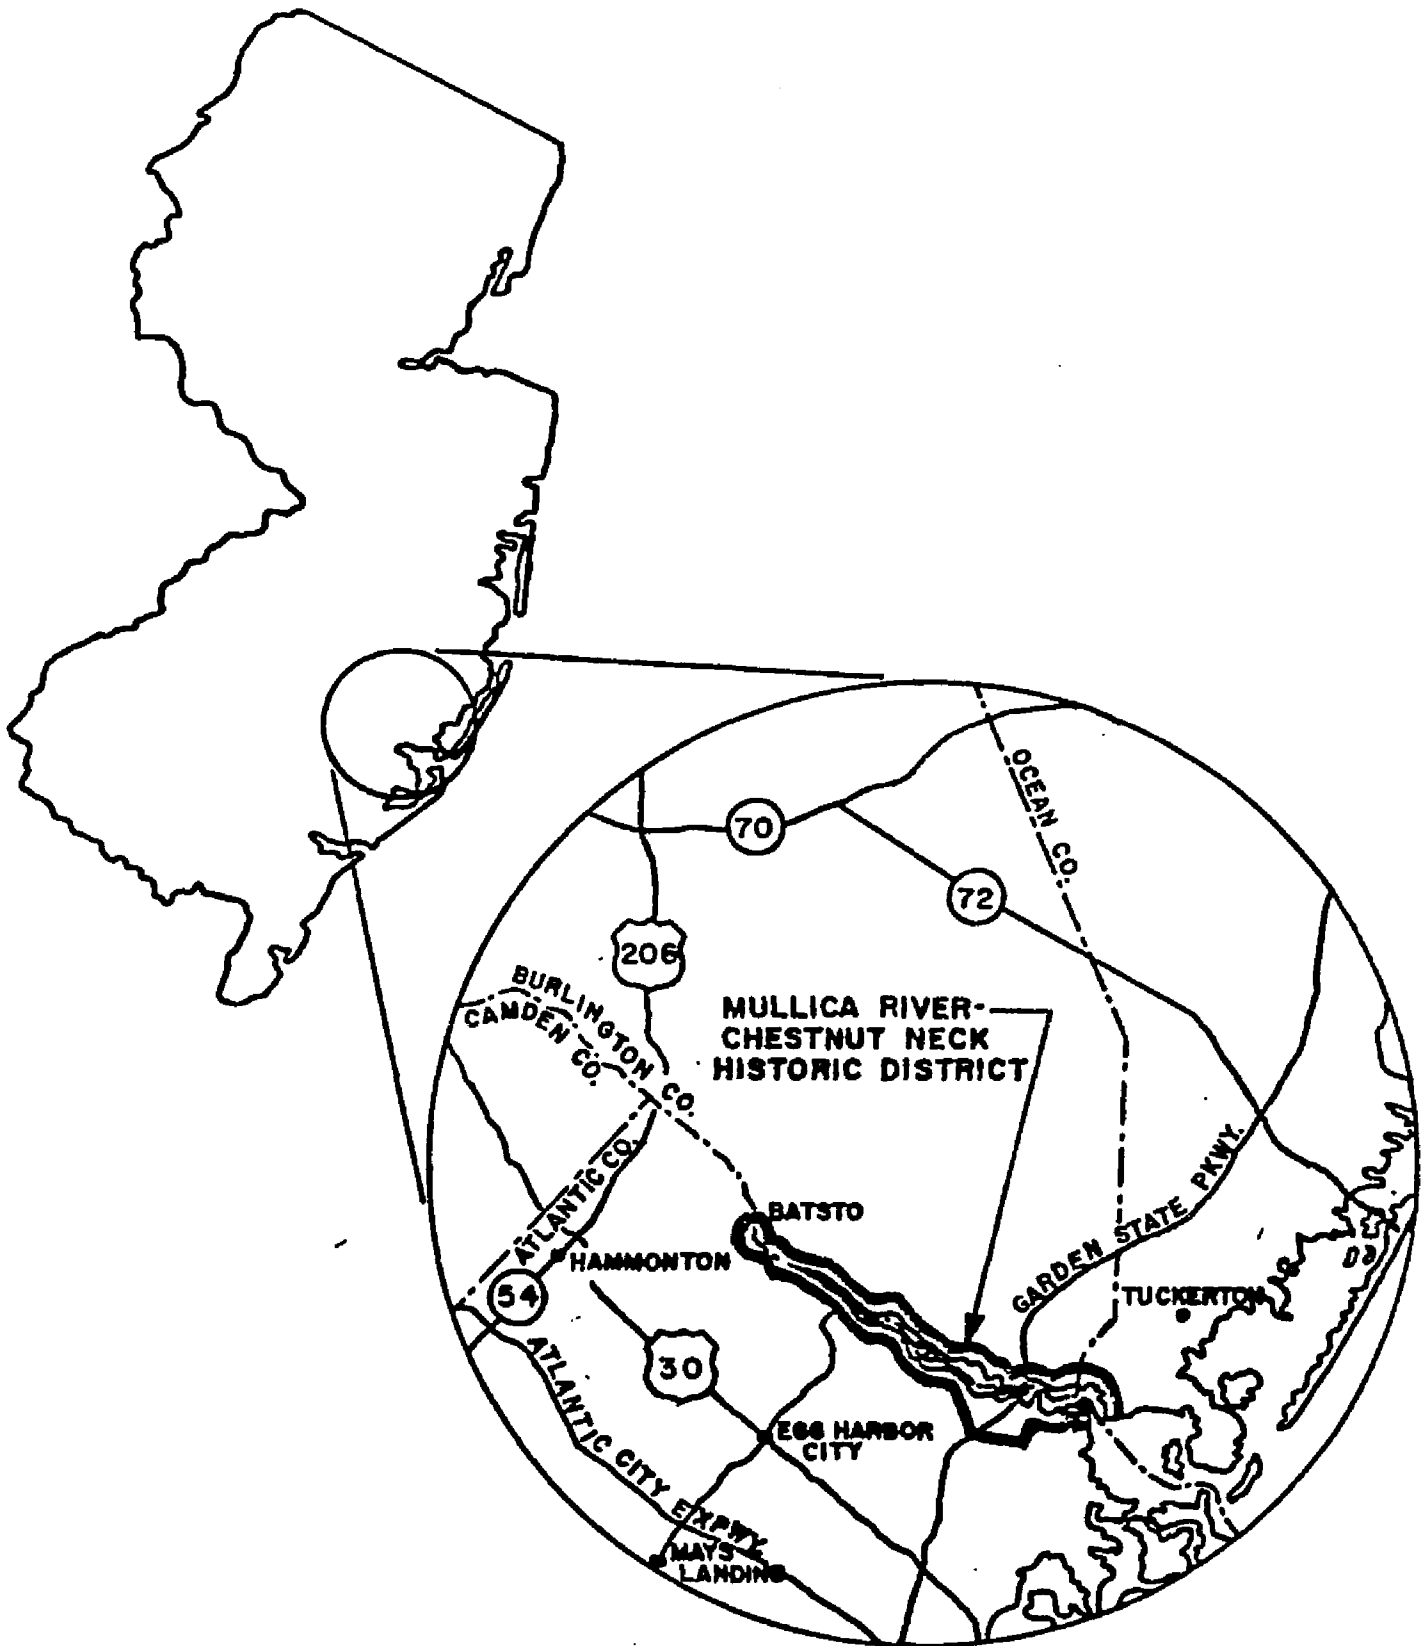 OCEAN CO.
70
72
206
BURLINGTON CO.
CAMDEN CO.
MULLICA RIVER-
CHESTNUT NECK
HISTORIC DISTRICT
ATLANTIC CO.
GARDEN STATE PKWY.
BATSTO
HAMMONTON
54
TUCKERTON
30
ATLANTIC CITY EXPWY.
EGG HARBOR
CITY
MAYS
LANDING